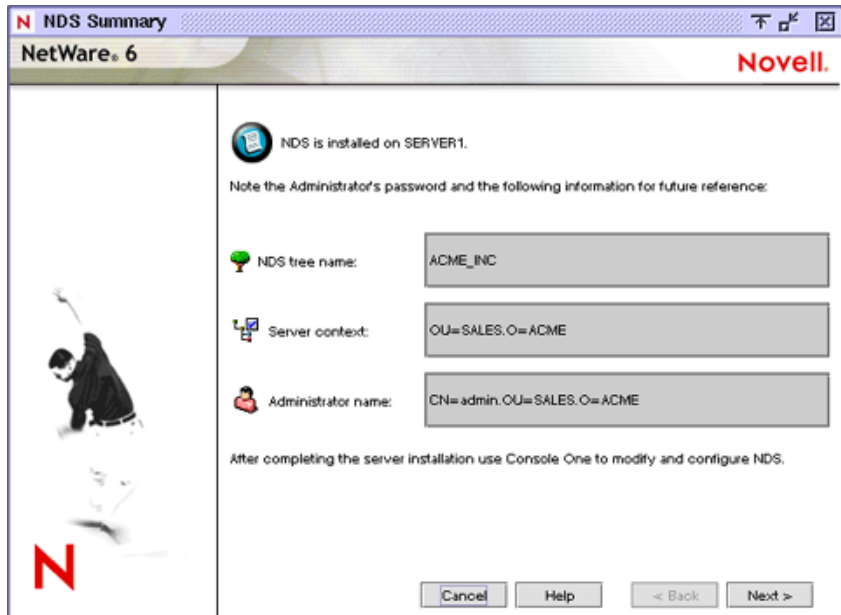 N NDS Summary
NetWare® 6
Novell.
NDS is installed on SERVER1.
Note the Administrator's password and the following information for future reference:
NDS tree name:
ACME_INC
Server context:
OU=SALES.O=ACME
Administrator name:
CN=admin.OU=SALES.O=ACME
After completing the server installation use Console One to modify and configure NDS.
N
Cancel
Help
< Back
Next >